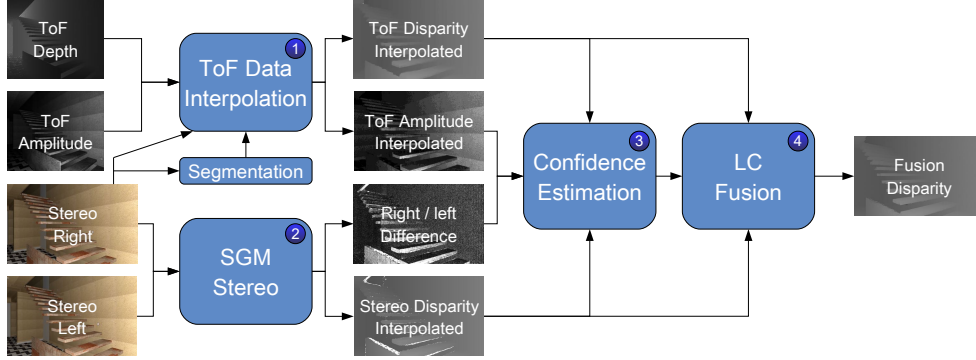 ToF
Depth
ToF
Amplitude
Stereo
Right
Stereo
Left
1
ToF Data
Interpolation
Segmentation
2
SGM
Stereo
ToF Disparity
Interpolated
ToF Amplitude
Interpolated
Right / left
Difference
Stereo Disparity
Interpolated
3
Confidence
Estimation
4
LC
Fusion
Fusion
Disparity